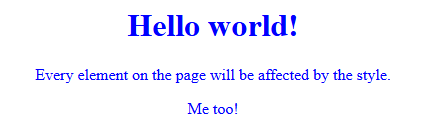 Hello world!
Every element on the page will be affected by the style.
Me too!